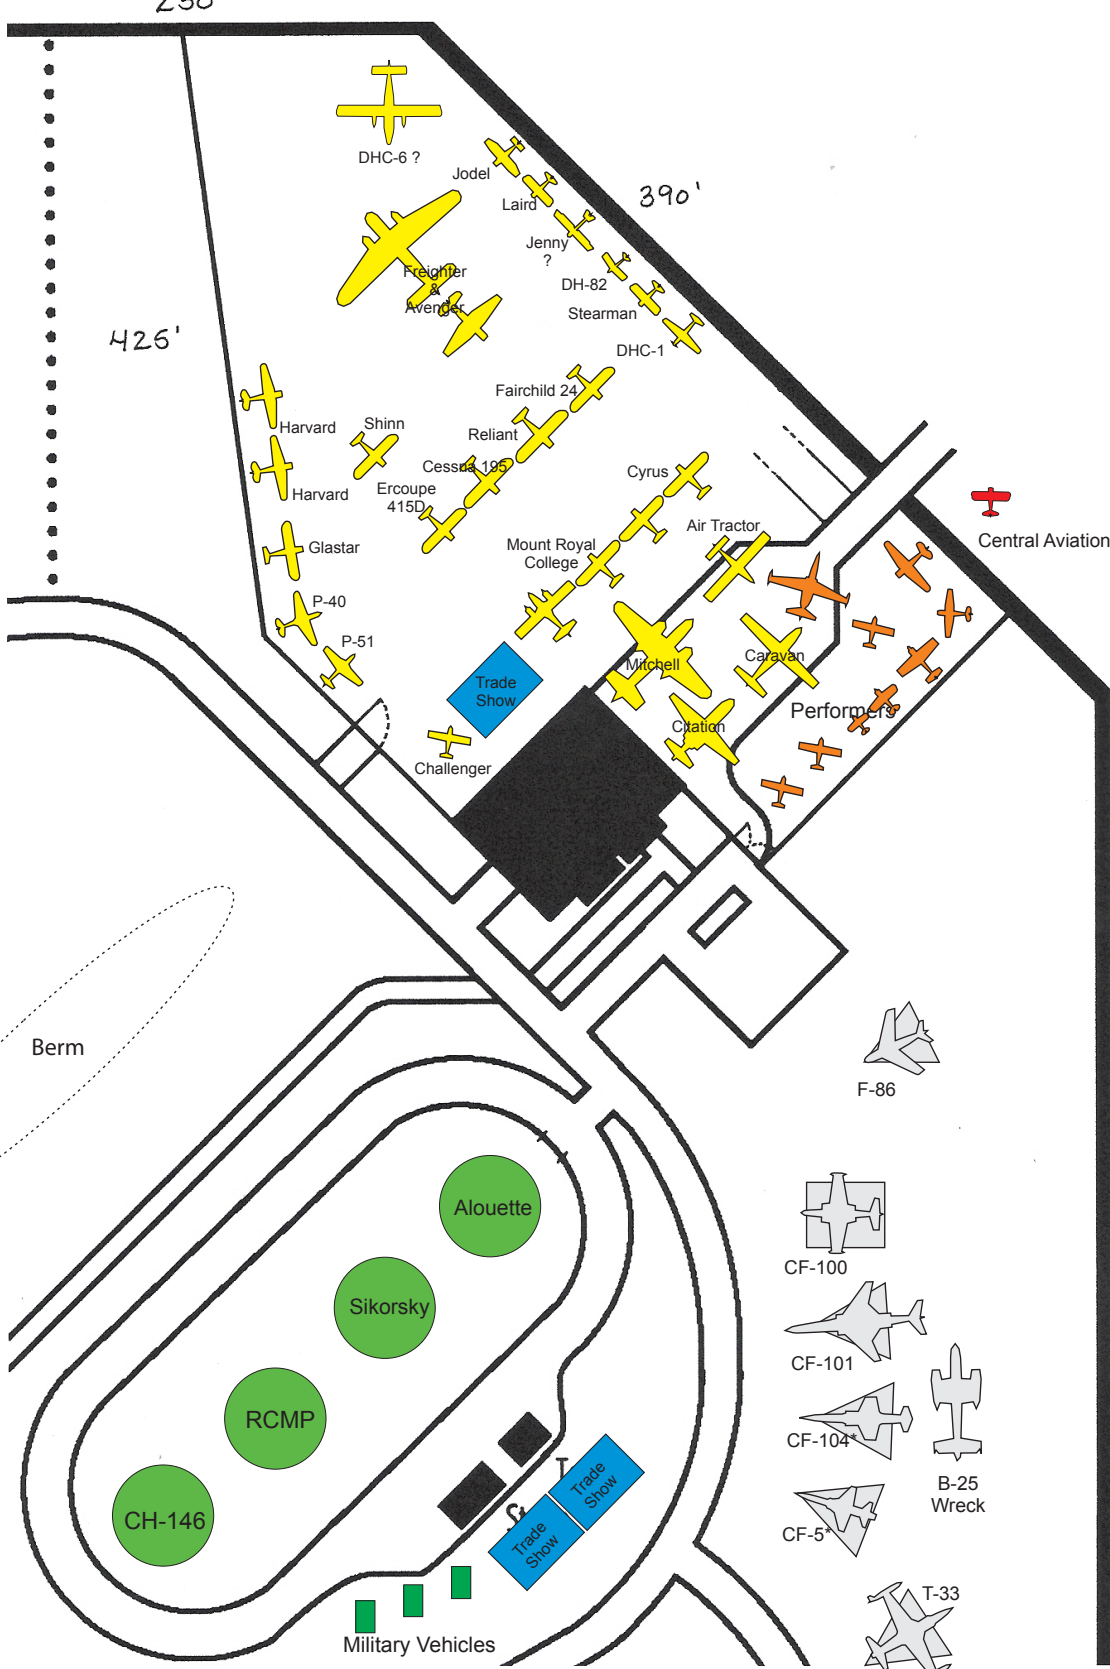 DHC-6 ?
Jodel
390'
Laird
Jenny
?
DH-82
Freighter
&
Avenger
Stearman
425'
DHC-1
Fairchild 24
Harvard
Shinn
Reliant
Cessna 195
Cyrus
Ercoupe
415D
Harvard
Air Tractor
Central Aviation
Mount Royal
College
Glastar
P-40
P-51
Mitchell
Caravan
Trade
Show
Performers
Citation
Challenger
Berm
F-86
Alouette
CF-100
Sikorsky
CF-101
RCMP
CF-104*
B-25
Wreck
Trade
Show
CH-146
CF-5*
Trade
Show
T-33
Military Vehicles